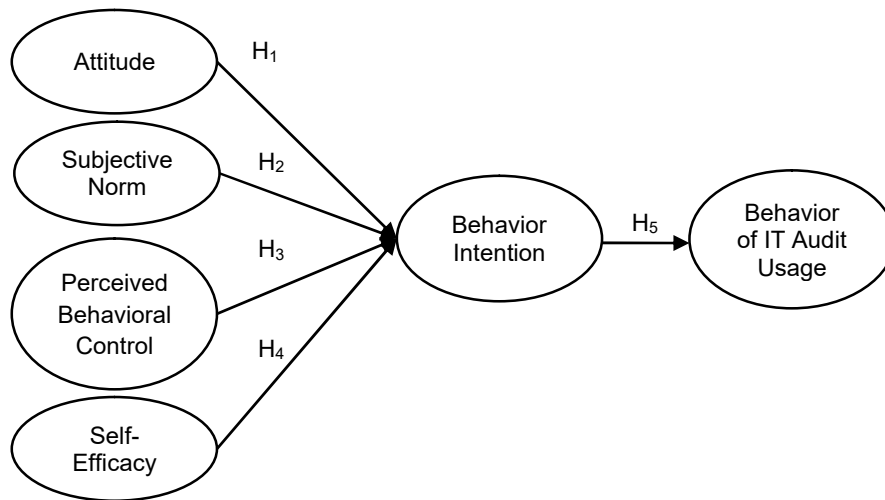 Attitude
H₁
Subjective
Norm
H₂
Perceived
Behavioral
Control
H₃
Self-
Efficacy
H₄
Behavior
Intention
H₅
Behavior
of IT Audit
Usage